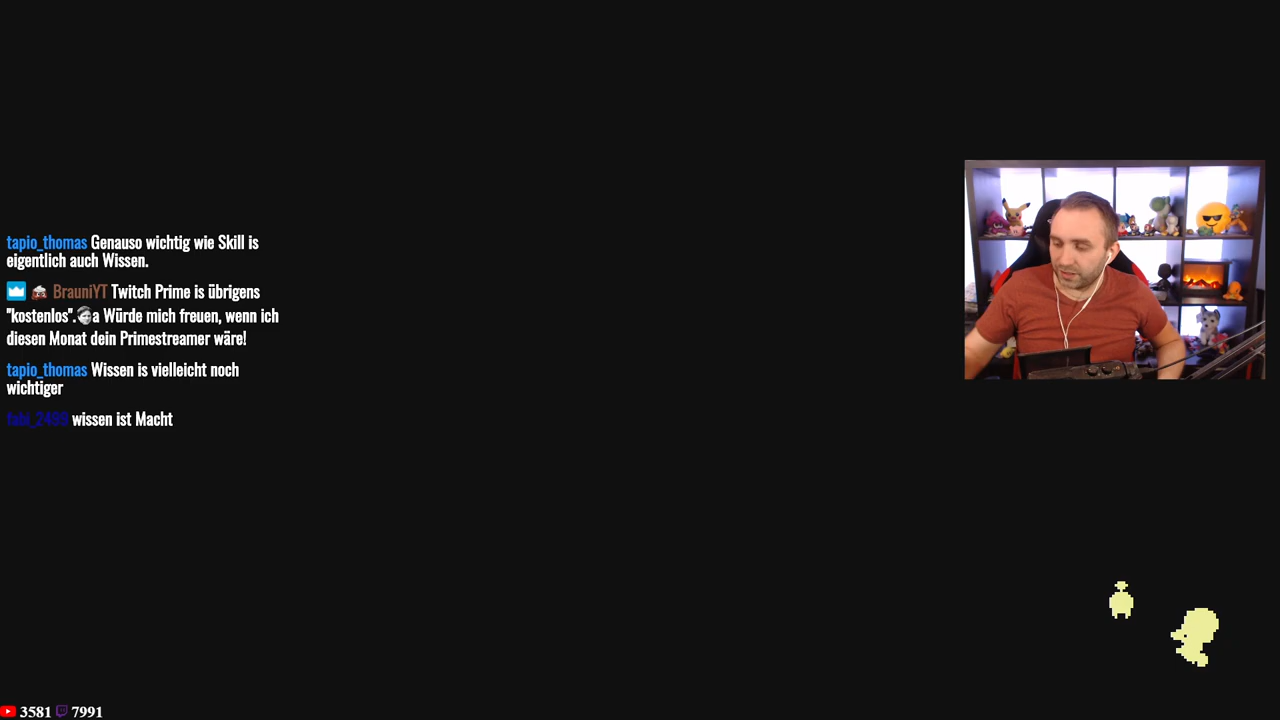 tapio_thomas Genauso wichtig wie Skill is
eigentlich auch Wissen.
BrauniYT Twitch Prime is übrigens
"kostenlos". a Würde mich freuen, wenn ich
diesen Monat dein Primestreamer wäre!
tapio_thomas Wissen is vielleicht noch
wichtiger
wissen ist Macht
3581 7991